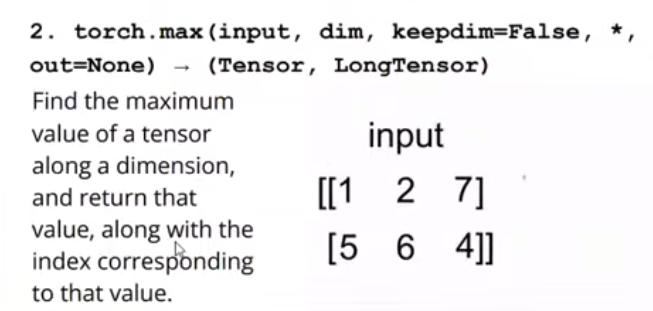 2. torch.max(input, dim, keepdim=False, *,
out=None) → (Tensor, LongTensor)
Find the maximum
value of a tensor
along a dimension,
and return that
value, along with the
index corresponding
to that value.
input
[[1 2 7]
[5 6 4]]